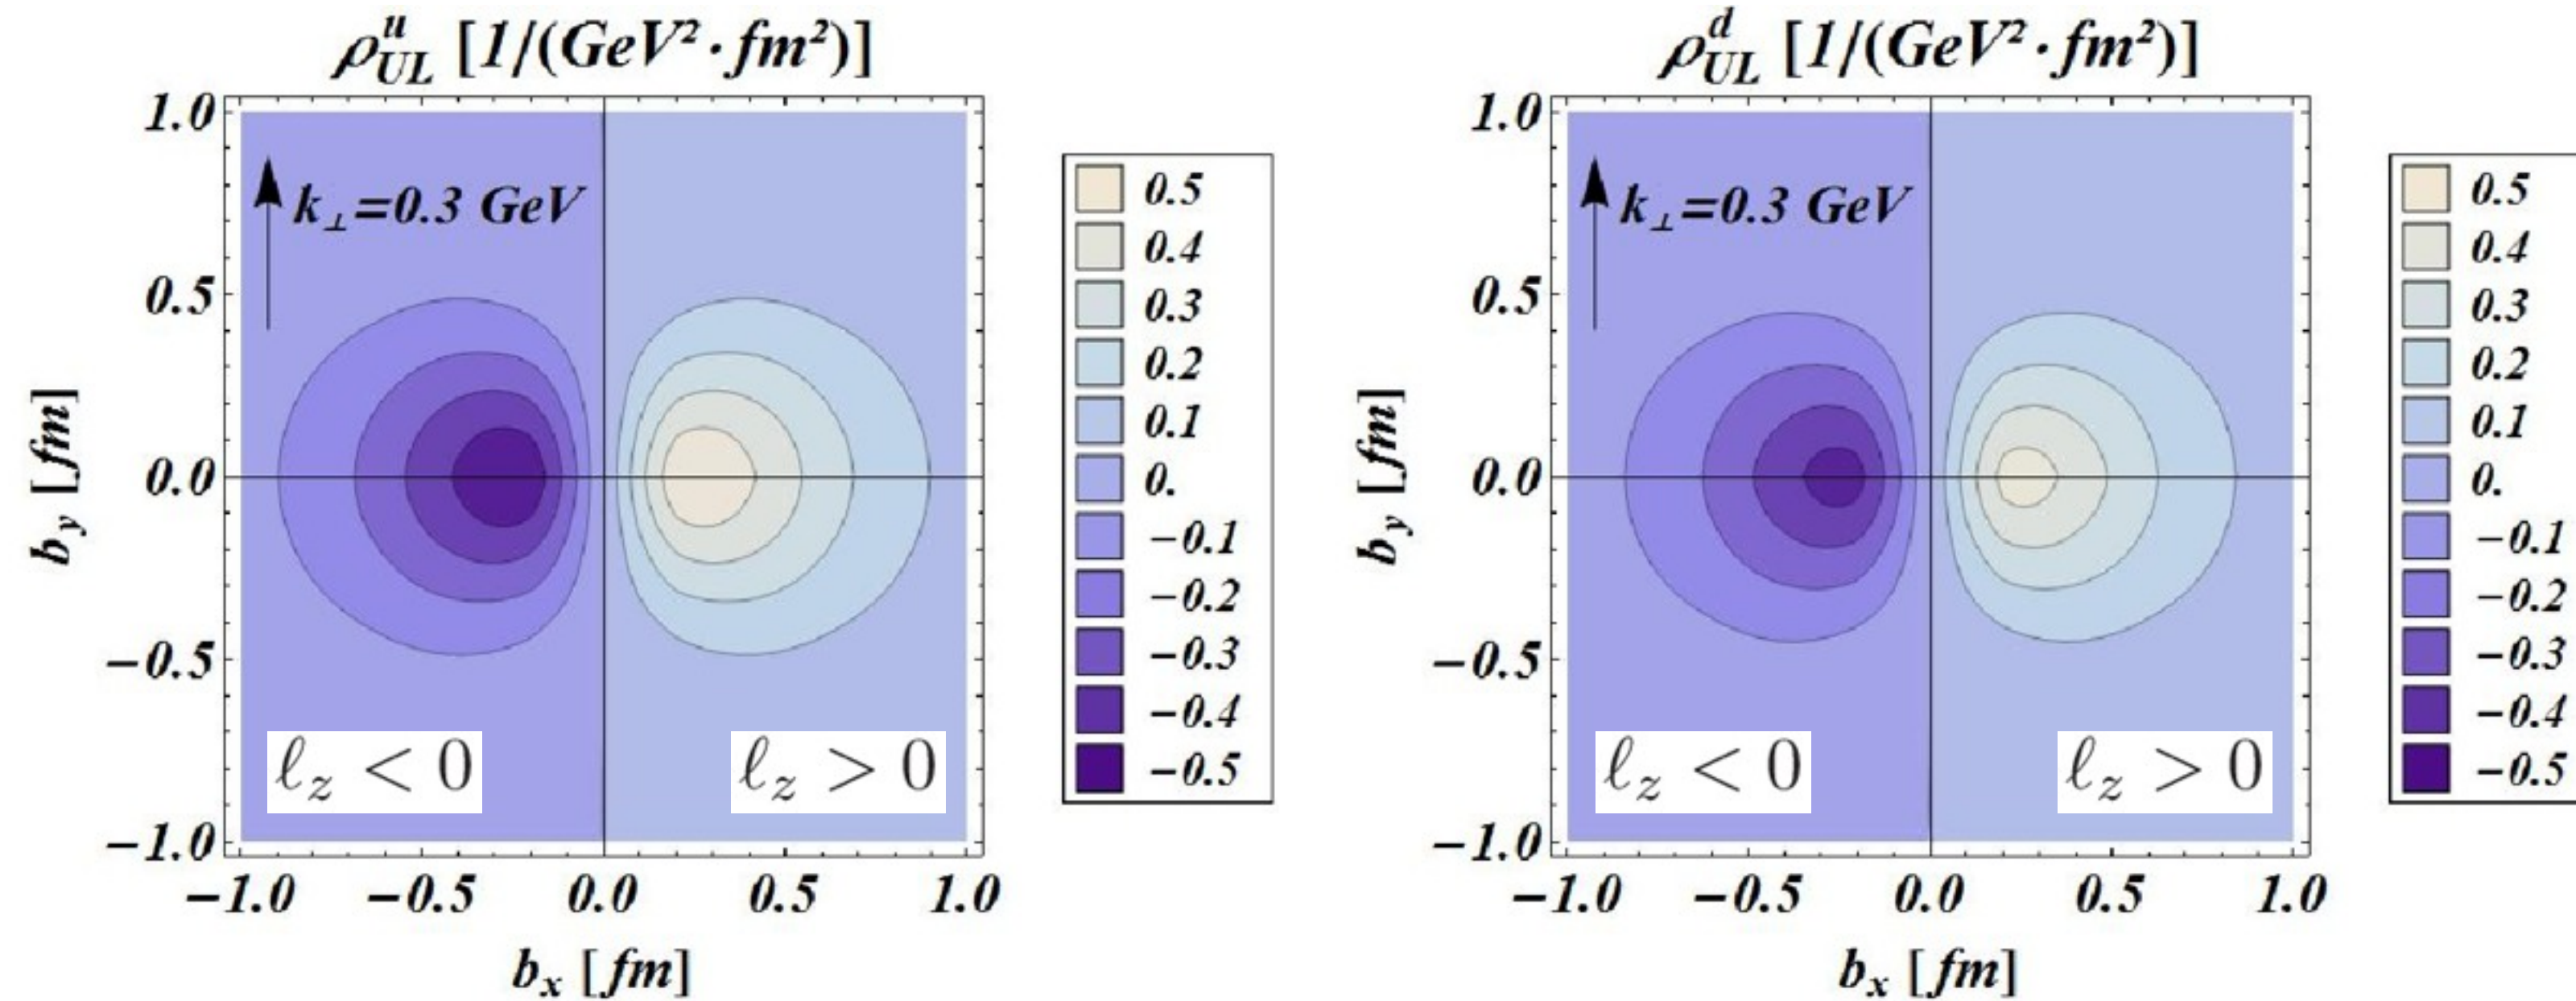 ρ^u_UL [1/(GeV²·fm²)]
1.0
0.5
0.0
−0.5
−1.0
b_y [fm]
k_⊥=0.3 GeV
ℓ_z < 0
ℓ_z > 0
−1.0 −0.5 0.0 0.5 1.0
b_x [fm]
0.5
0.4
0.3
0.2
0.1
0.
−0.1
−0.2
−0.3
−0.4
−0.5
ρ^d_UL [1/(GeV²·fm²)]
1.0
0.5
0.0
−0.5
−1.0
b_y [fm]
k_⊥=0.3 GeV
ℓ_z < 0
ℓ_z > 0
−1.0 −0.5 0.0 0.5 1.0
b_x [fm]
0.5
0.4
0.3
0.2
0.1
0.
−0.1
−0.2
−0.3
−0.4
−0.5